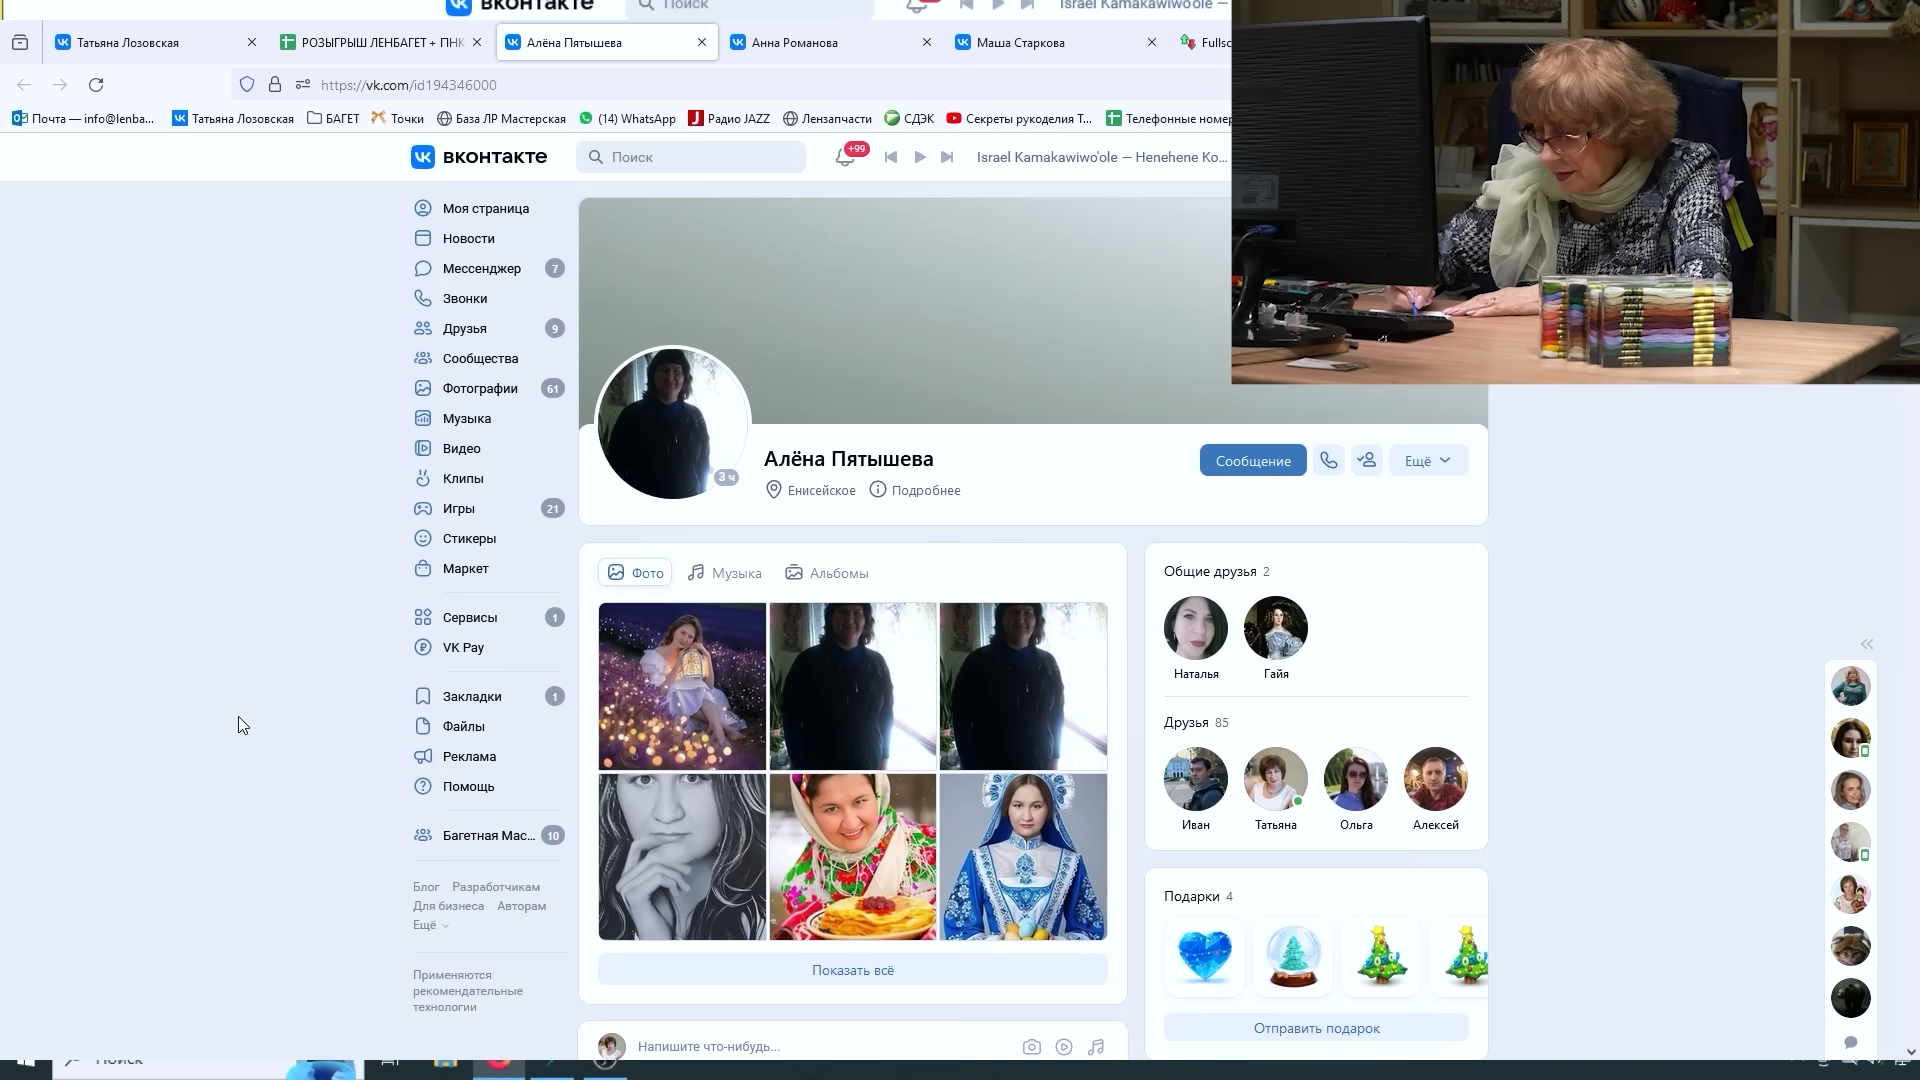 вконтакте
Поиск
Israel Kamakawiwo'ole —
Татьяна Лозовская
РОЗЫГРЫШ ЛЕНБАГЕТ + ПНК
Алёна Пятышева
Анна Романова
Маша Старкова
Fullsc
https://vk.com/id194346000
Почта — info@lenba...
Татьяна Лозовская
БАГЕТ
Точки
База ЛР Мастерская
(14) WhatsApp
Радио JAZZ
Лензапчасти
СДЭК
Секреты рукоделия Т...
Телефонные номер
вконтакте
Поиск
+99
Israel Kamakawiwo'ole — Henehene Ko...
Моя страница
Новости
Мессенджер 7
Звонки
Друзья 9
Сообщества
Фотографии 61
Музыка
Видео
Клипы
Игры 21
Стикеры
Маркет
Сервисы 1
VK Pay
Закладки 1
Файлы
Реклама
Помощь
Багетная Мас... 10
Блог Разработчикам
Для бизнеса Авторам
Ещё
Применяются
рекомендательные
технологии
3 ч
Алёна Пятышева
Енисейское Подробнее
Сообщение
Ещё
Фото Музыка Альбомы
Показать всё
Напишите что-нибудь...
Общие друзья 2
Наталья Гайя
Друзья 85
Иван Татьяна Ольга Алексей
Подарки 4
Отправить подарок
Поиск